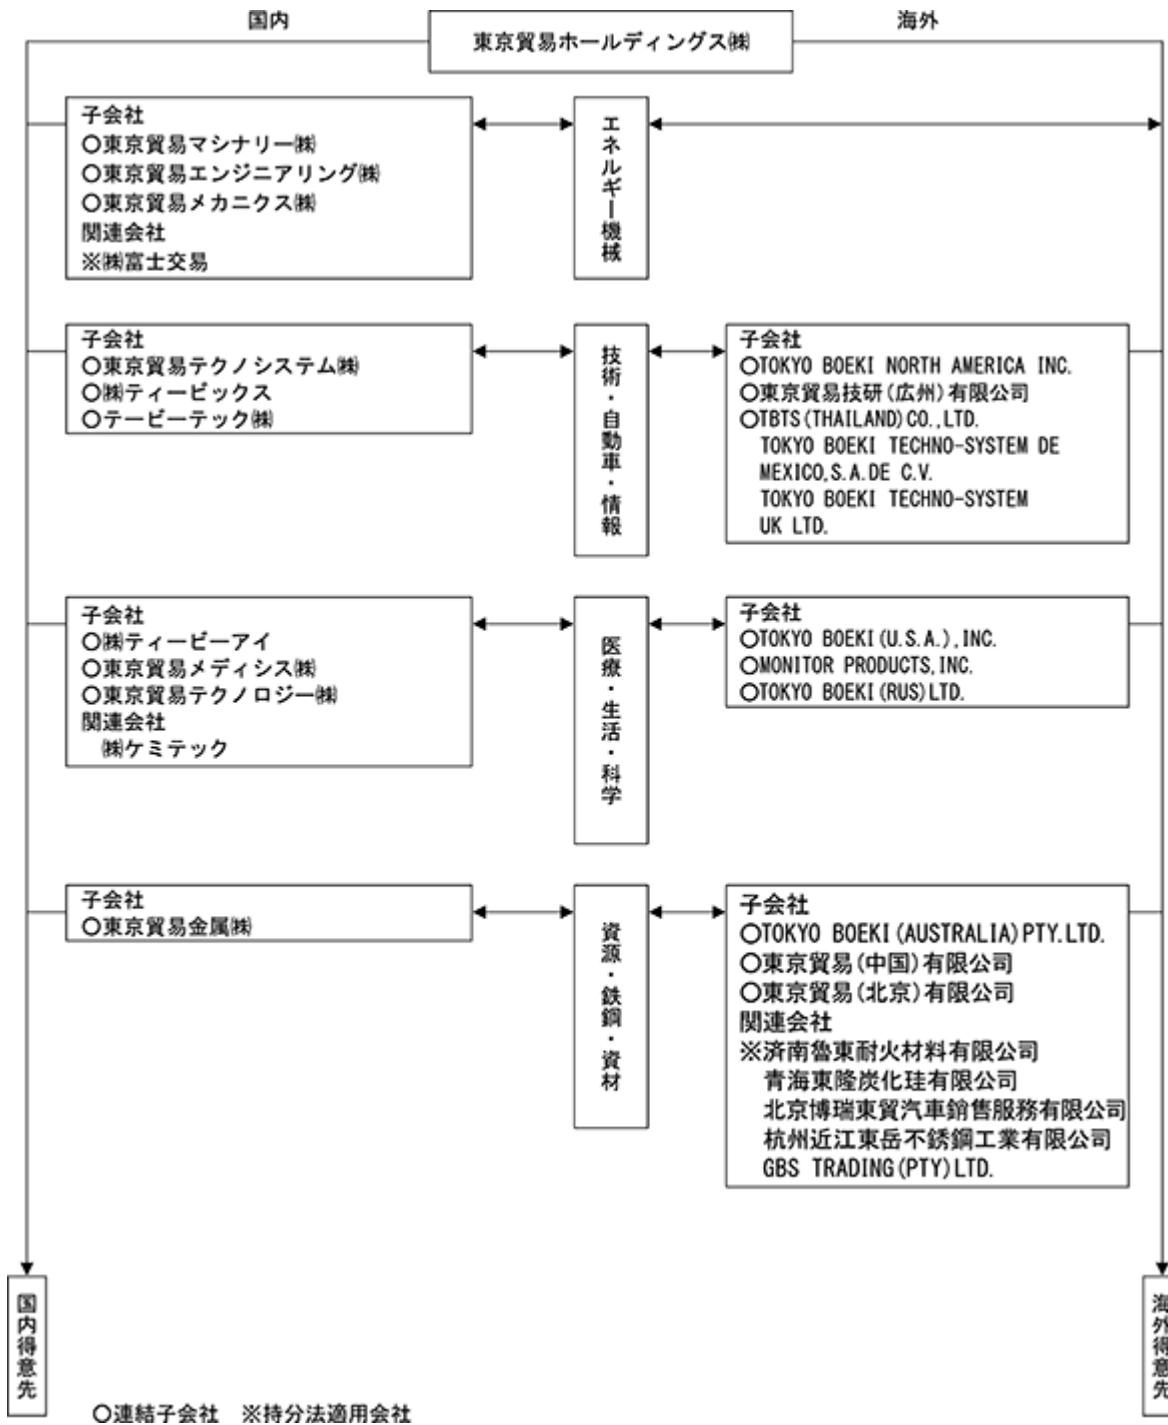 国内
東京貿易ホールディングス㈱
海外
子会社
○東京貿易マシナリー㈱
○東京貿易エンジニアリング㈱
○東京貿易メカニクス㈱
関連会社
※㈱富士交易
エネルギー機械
子会社
○東京貿易テクノシステム㈱
○㈱ティービックス
○テービーテック㈱
技術・自動車・情報
子会社
○TOKYO BOEKI NORTH AMERICA INC.
○東京貿易技研(広州)有限公司
○TBTS(THAILAND)CO.,LTD.
TOKYO BOEKI TECHNO-SYSTEM DE
MEXICO,S.A.DE C.V.
TOKYO BOEKI TECHNO-SYSTEM
UK LTD.
子会社
○㈱ティービーアイ
○東京貿易メディシス㈱
○東京貿易テクノロジー㈱
関連会社
㈱ケミテック
医療・生活・科学
子会社
○TOKYO BOEKI(U.S.A.),INC.
○MONITOR PRODUCTS,INC.
○TOKYO BOEKI(RUS)LTD.
子会社
○東京貿易金属㈱
資源・鉄鋼・資材
子会社
○TOKYO BOEKI(AUSTRALIA)PTY.LTD.
○東京貿易(中国)有限公司
○東京貿易(北京)有限公司
関連会社
※済南魯東耐火材料有限公司
青海東隆炭化珪有限公司
北京博瑞東貿汽車銷售服務有限公司
杭州近江東岳不銹鋼工業有限公司
GBS TRADING(PTY)LTD.
国内得意先
海外得意先
○連結子会社 ※持分法適用会社